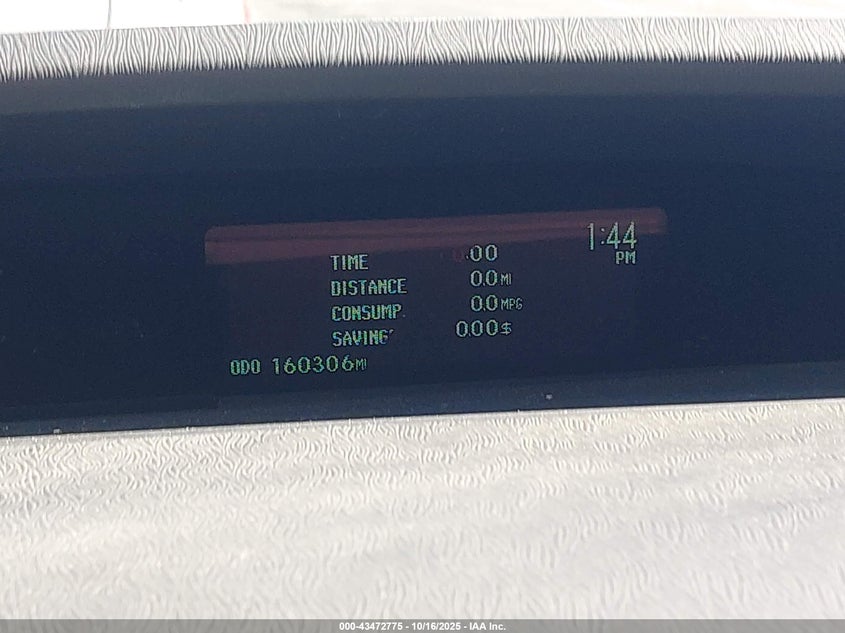 1:44
PM
TIME :00
DISTANCE 0.0 MI
CONSUMP. 0.0 MPG
SAVING 0.00 $
ODO 160306 MI
000-43472775 - 10/16/2025 - IAA Inc.